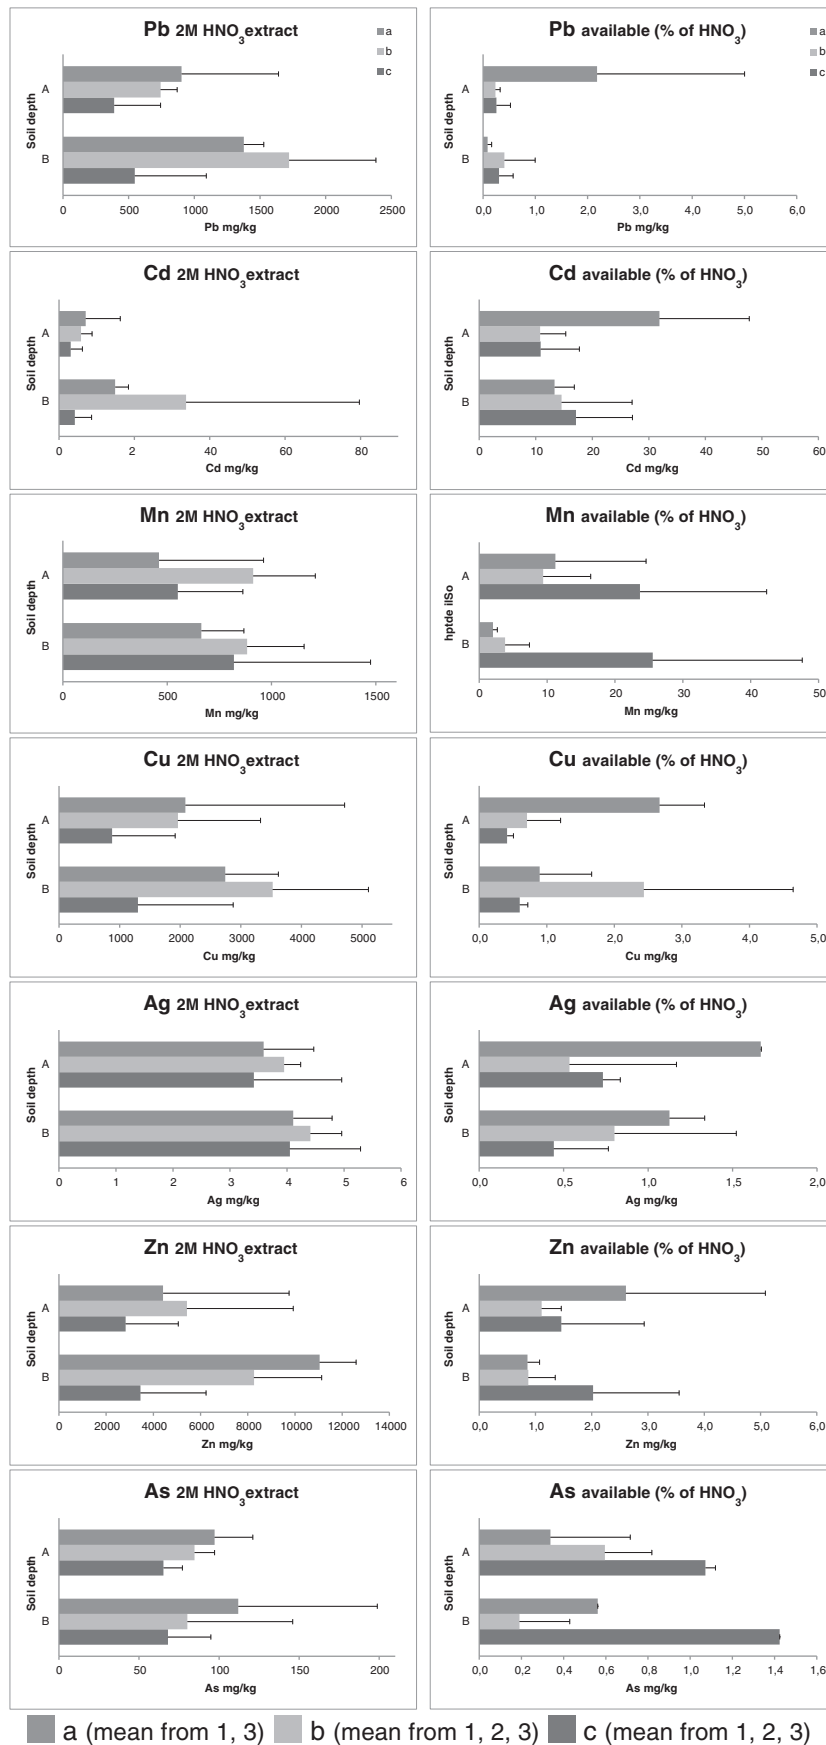 Pb 2M HNO3extract
a
b
c
Soil depth
A
B
0 500 1000 1500 2000 2500
Pb mg/kg
Pb available (% of HNO3)
a
b
c
Soil depth
A
B
0,0 1,0 2,0 3,0 4,0 5,0 6,0
Pb mg/kg
Cd 2M HNO3extract
Soil depth
A
B
0 2 40 60 80
Cd mg/kg
Cd available (% of HNO3)
Soil depth
A
B
0 10 20 30 40 50 60
Cd mg/kg
Mn 2M HNO3extract
Soil depth
A
B
0 500 1000 1500
Mn mg/kg
Mn available (% of HNO3)
hptde ilSo
A
B
0 10 20 30 40 50
Mn mg/kg
Cu 2M HNO3extract
Soil depth
A
B
0 1000 2000 3000 4000 5000
Cu mg/kg
Cu available (% of HNO3)
Soil depth
A
B
0,0 1,0 2,0 3,0 4,0 5,0
Cu mg/kg
Ag 2M HNO3extract
Soil depth
A
B
0 1 2 3 4 5 6
Ag mg/kg
Ag available (% of HNO3)
Soil depth
A
B
0,0 0,5 1,0 1,5 2,0
Ag mg/kg
Zn 2M HNO3extract
Soil depth
A
B
0 2000 4000 6000 8000 10000 12000 14000
Zn mg/kg
Zn available (% of HNO3)
Soil depth
A
B
0,0 1,0 2,0 3,0 4,0 5,0 6,0
Zn mg/kg
As 2M HNO3extract
Soil depth
A
B
0 50 100 150 200
As mg/kg
As available (% of HNO3)
Soil depth
A
B
0,0 0,2 0,4 0,6 0,8 1,0 1,2 1,4 1,6
As mg/kg
a (mean from 1, 3) b (mean from 1, 2, 3) c (mean from 1, 2, 3)